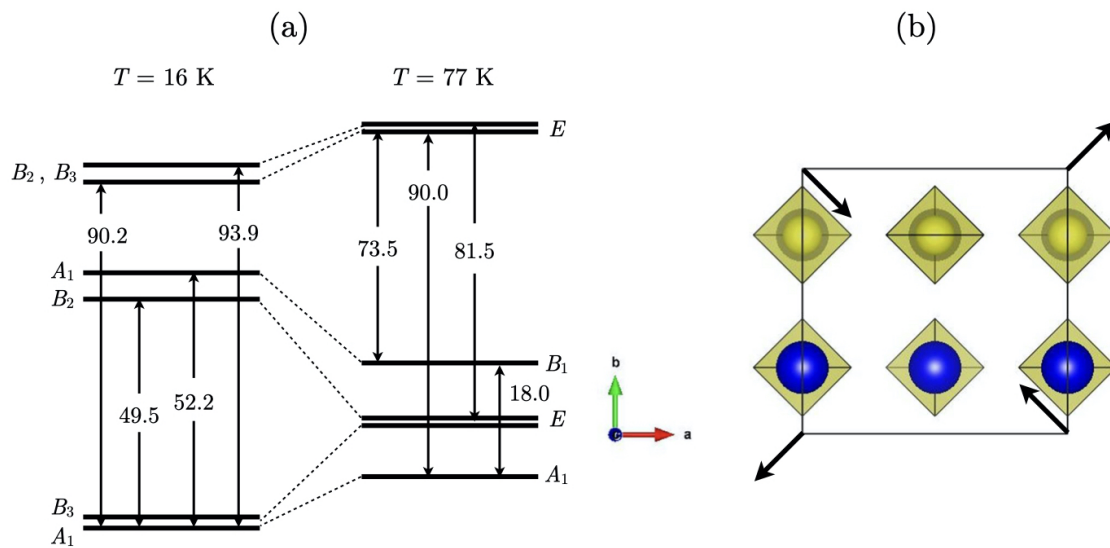 (a)
(b)
T = 16 K
T = 77 K
E
B₂ , B₃
90.0
90.2
93.9
73.5
81.5
A₁
B₂
B₁
b
18.0
52.2
49.5
E
a
c
A₁
B₃
A₁